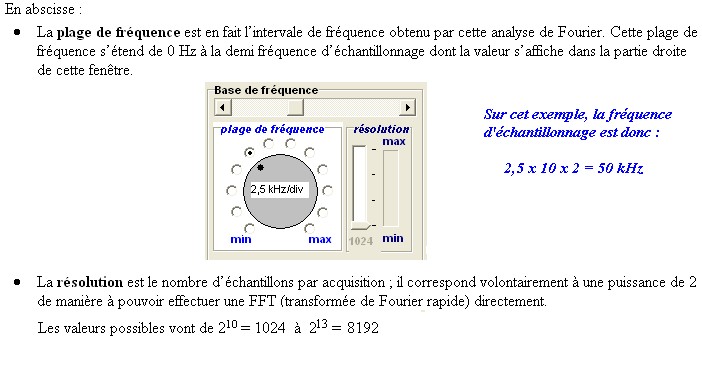 En abscisse :
• La plage de fréquence est en fait l’intervale de fréquence obtenu par cette analyse de Fourier. Cette plage de
fréquence s’étend de 0 Hz à la demi fréquence d’échantillonnage dont la valeur s’affiche dans la partie droite
de cette fenêtre.
Base de fréquence
plage de fréquence
2,5 kHz/div
min max
résolution
max
1024 min
Sur cet exemple, la fréquence
d'échantillonnage est donc :
2,5 x 10 x 2 = 50 kHz
• La résolution est le nombre d’échantillons par acquisition ; il correspond volontairement à une puissance de 2
de manière à pouvoir effectuer une FFT (transformée de Fourier rapide) directement.
Les valeurs possibles vont de 2¹⁰ = 1024 à 2¹³ = 8192